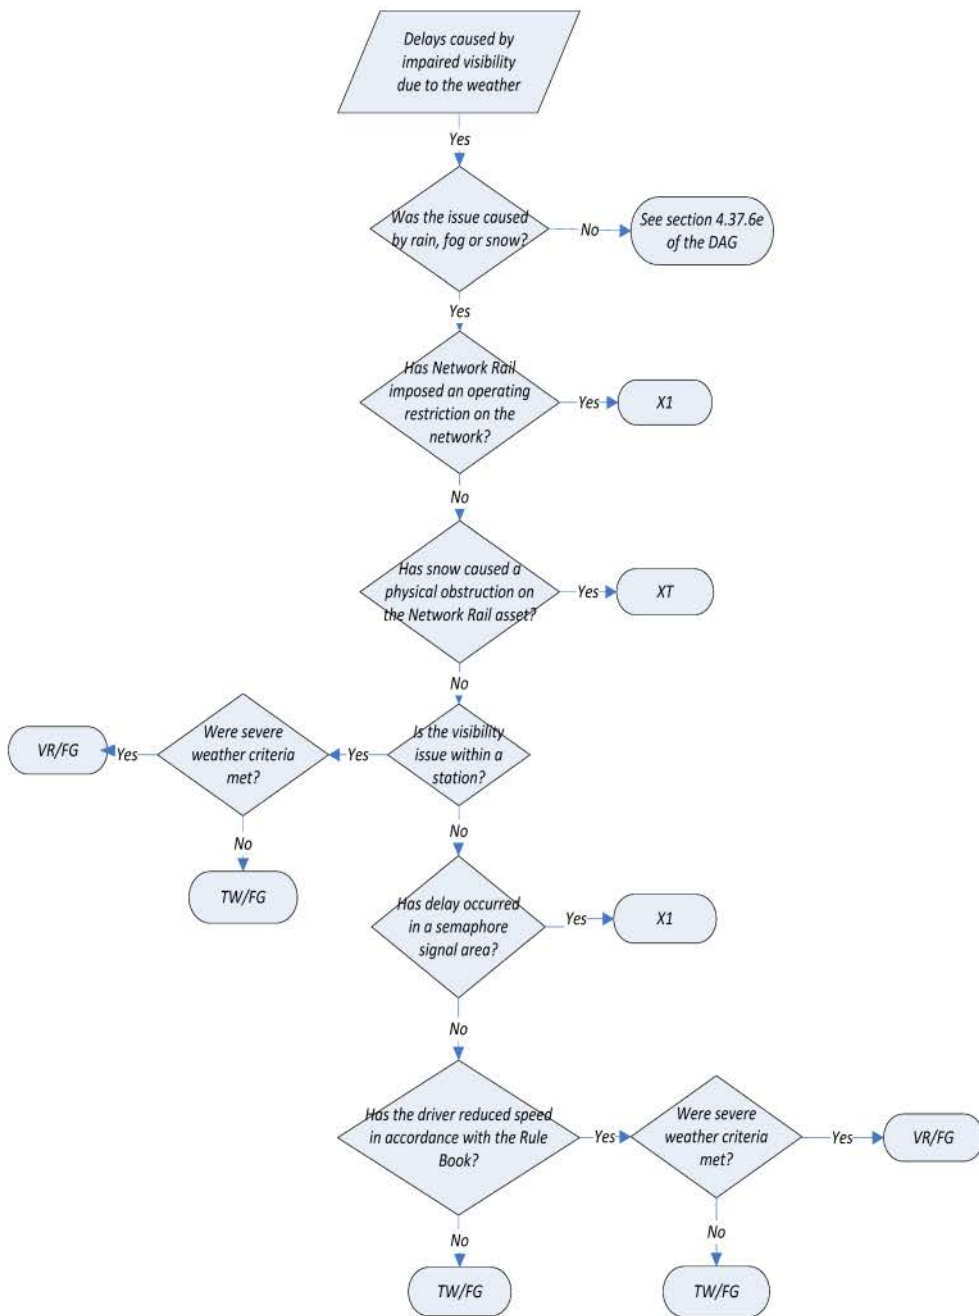 Delays caused by
impaired visibility
due to the weather
Yes
Was the issue caused
by rain, fog or snow?
No
See section 4.37.6e
of the DAG
Yes
Has Network Rail
imposed an operating
restriction on the
network?
Yes
X1
No
Has snow caused a
physical obstruction on
the Network Rail asset?
Yes
XT
No
Is the visibility
issue within a
station?
Yes
Were severe
weather criteria
met?
Yes
VR/FG
No
TW/FG
No
Has delay occurred
in a semaphore
signal area?
Yes
X1
No
Has the driver reduced speed
in accordance with the Rule
Book?
Yes
Were severe
weather criteria
met?
Yes
VR/FG
No
TW/FG
No
TW/FG